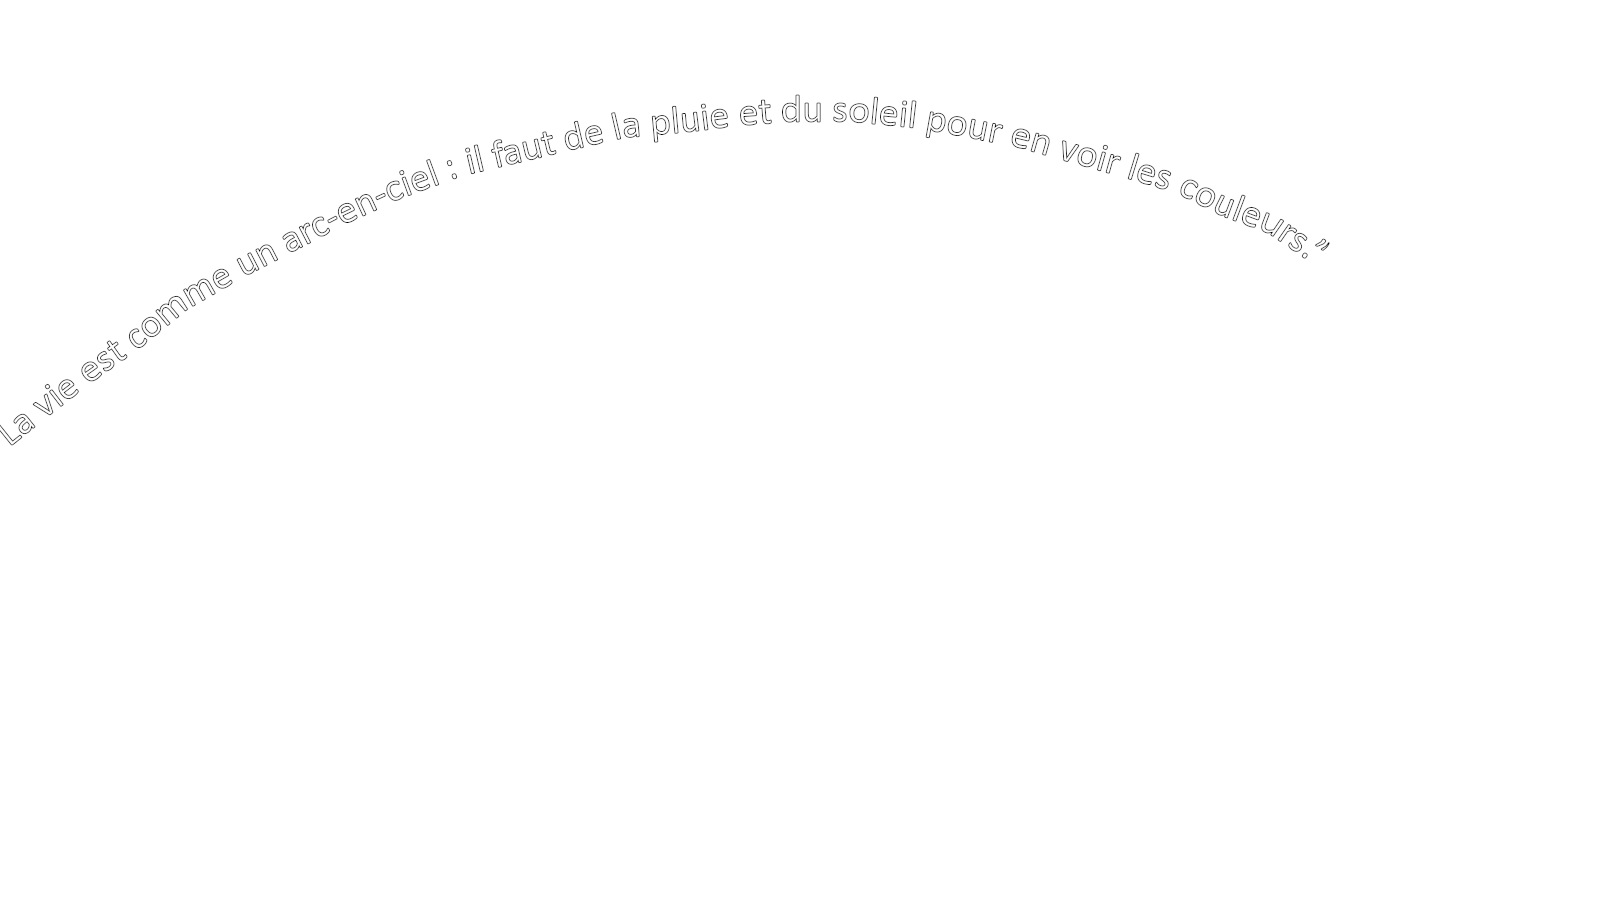 La vie est comme un arc-en-ciel : il faut de la pluie et du soleil pour en voir les couleurs.”